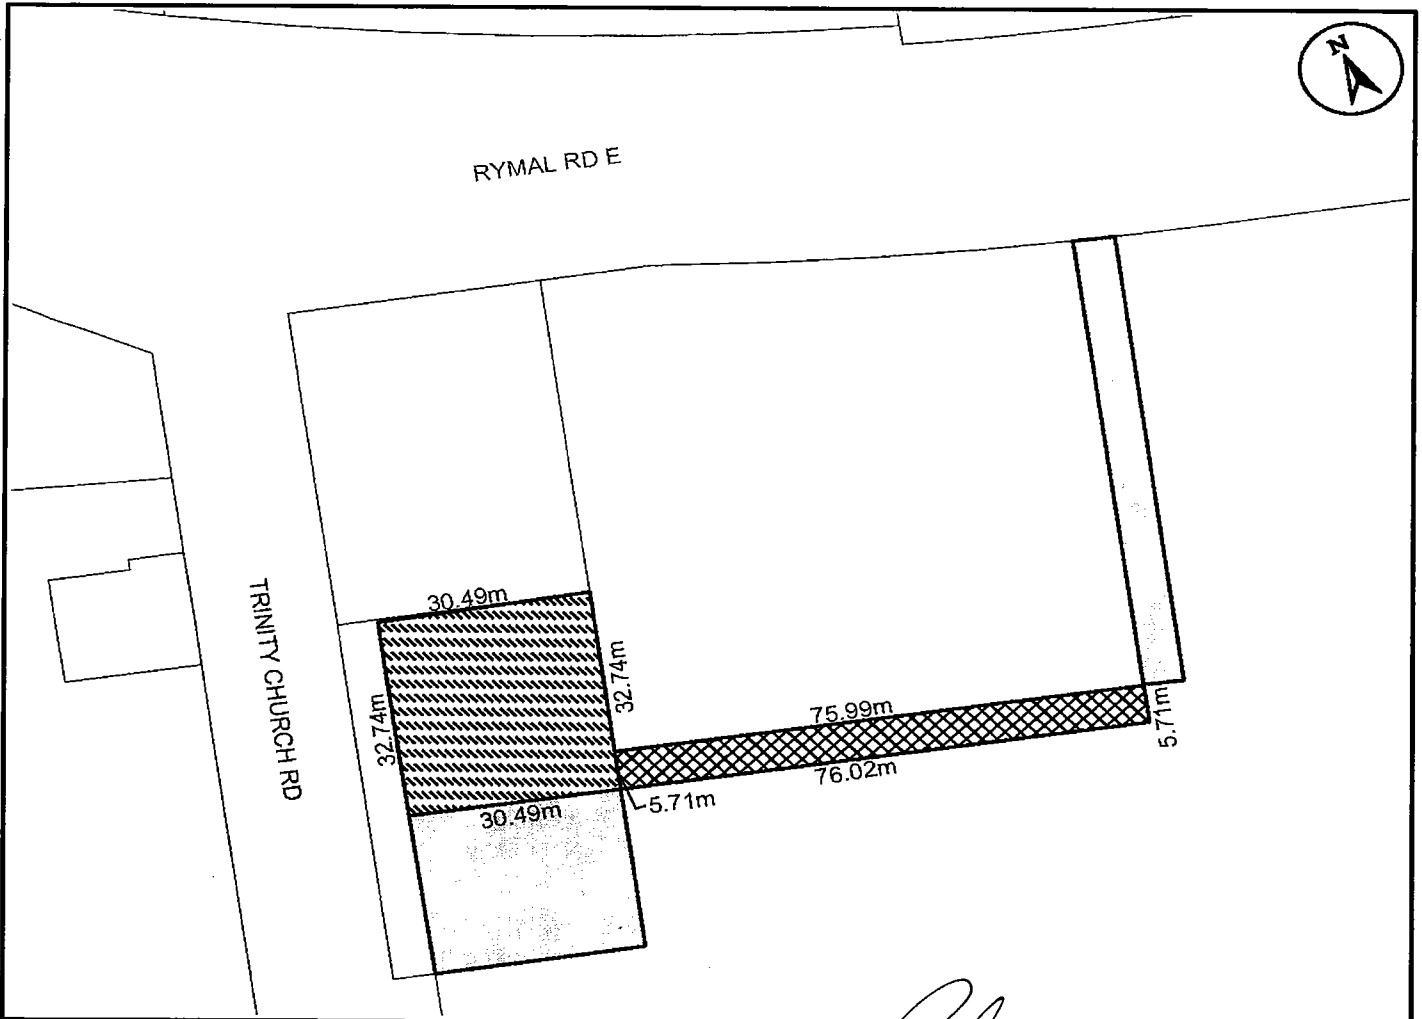 N
RYMAL RD E
TRINITY CHURCH RD
30.49m
32.74m
32.74m
30.49m
75.99m
76.02m
5.71m
5.71m